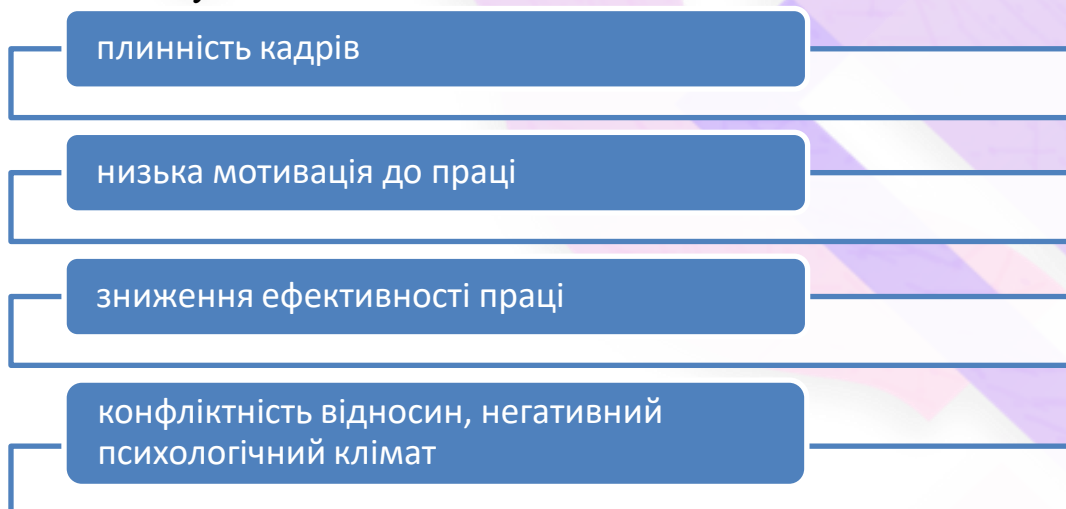 плинність кадрів
низька мотивація до праці
зниження ефективності праці
конфліктність відносин, негативний
психологічний клімат